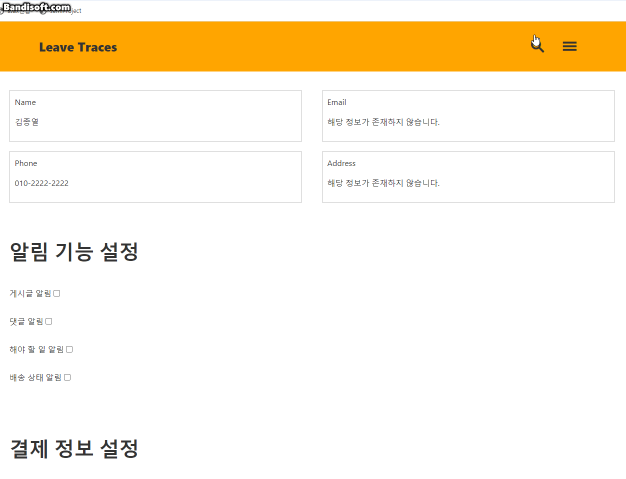 Bandisoft.com
Leave Traces
Name
김종열
Email
해당 정보가 존재하지 않습니다.
Phone
010-2222-2222
Address
해당 정보가 존재하지 않습니다.
알림 기능 설정
게시글 알림
댓글 알림
해야 할 일 알림
배송 상태 알림
결제 정보 설정